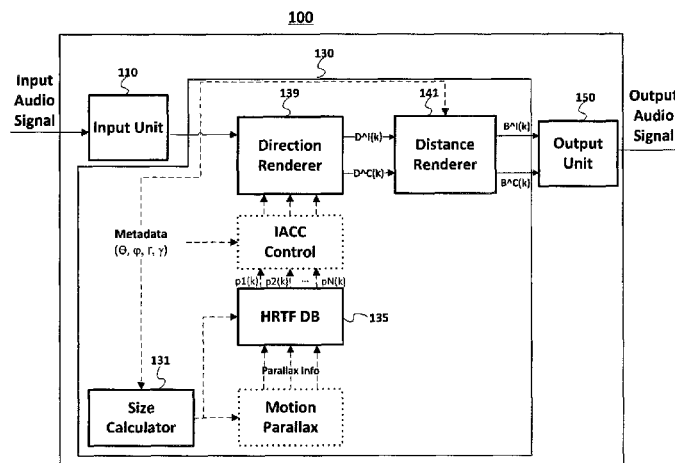 100
130
Input
Audio
Signal
110
Input Unit
139
Direction
Renderer
D^I(k)
D^C(k)
141
Distance
Renderer
B^I(k)
B^C(k)
150
Output
Unit
Output
Audio
Signal
Metadata
(Θ, φ, r, γ)
IACC
Control
p1(k) p2(k) ... pN(k)
HRTF DB
135
Parallax Info
131
Size
Calculator
Motion
Parallax